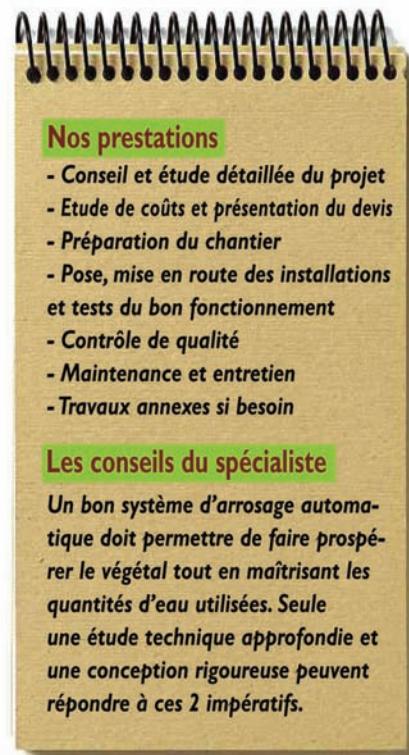 Nos prestations
- Conseil et étude détaillée du projet
- Etude de coûts et présentation du devis
- Préparation du chantier
- Pose, mise en route des installations
et tests du bon fonctionnement
- Contrôle de qualité
- Maintenance et entretien
- Travaux annexes si besoin
Les conseils du spécialiste
Un bon système d'arrosage automa-
tique doit permettre de faire prospé-
rer le végétal tout en maîtrisant les
quantités d'eau utilisées. Seule
une étude technique approfondie et
une conception rigoureuse peuvent
répondre à ces 2 impératifs.